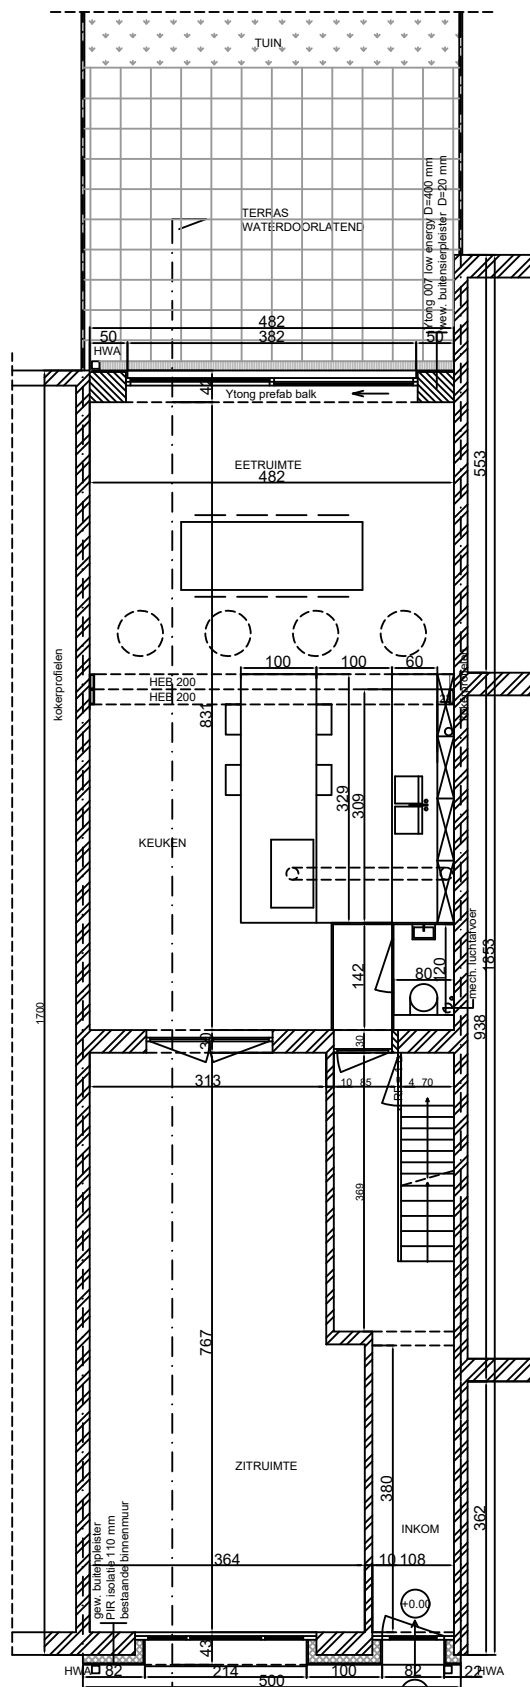 TUIN
TERRAS
WATERDOORLATEND
Ytong 007 low energy D=400 mm
gew. buitensierpleister D=20 mm
482
50
382
50
HWA
42
Ytong prefab balk
EETRUIMTE
482
553
kokerprofielen
100
100
60
HEB 200
HEB 200
kokerprofielen
831
329
309
KEUKEN
142
80
120
mech. luchtafvoer
1853
938
1700
30
30
313
10
85
4
70
369
767
ZITRUIMTE
380
INKOM
362
gew. buitenpleister
PIR isolatie 110 mm
bestaande binnenmuur
364
10
108
+0.00
43
HWA
82
214
100
82
22
HWA
500